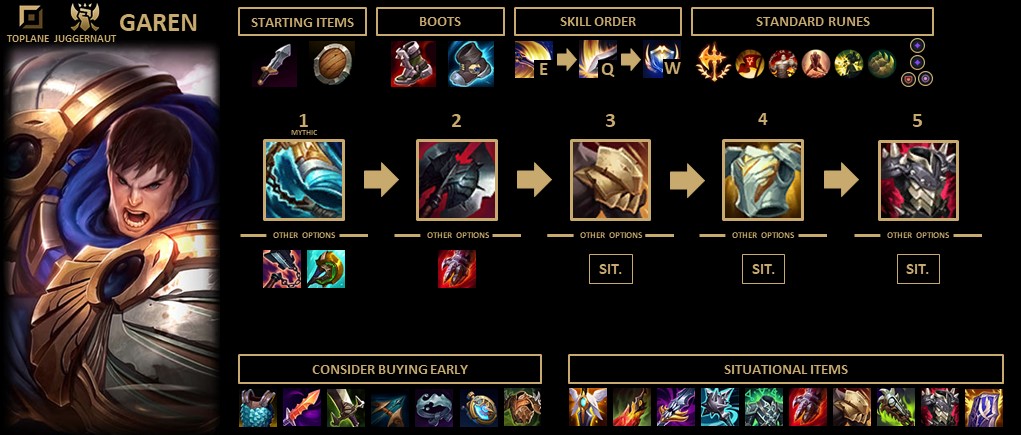 TOPLANE JUGGERNAUT
GAREN
STARTING ITEMS
BOOTS
SKILL ORDER
STANDARD RUNES
E
Q
W
1
MYTHIC
2
3
4
5
OTHER OPTIONS
OTHER OPTIONS
OTHER OPTIONS
OTHER OPTIONS
OTHER OPTIONS
SIT.
SIT.
SIT.
CONSIDER BUYING EARLY
SITUATIONAL ITEMS